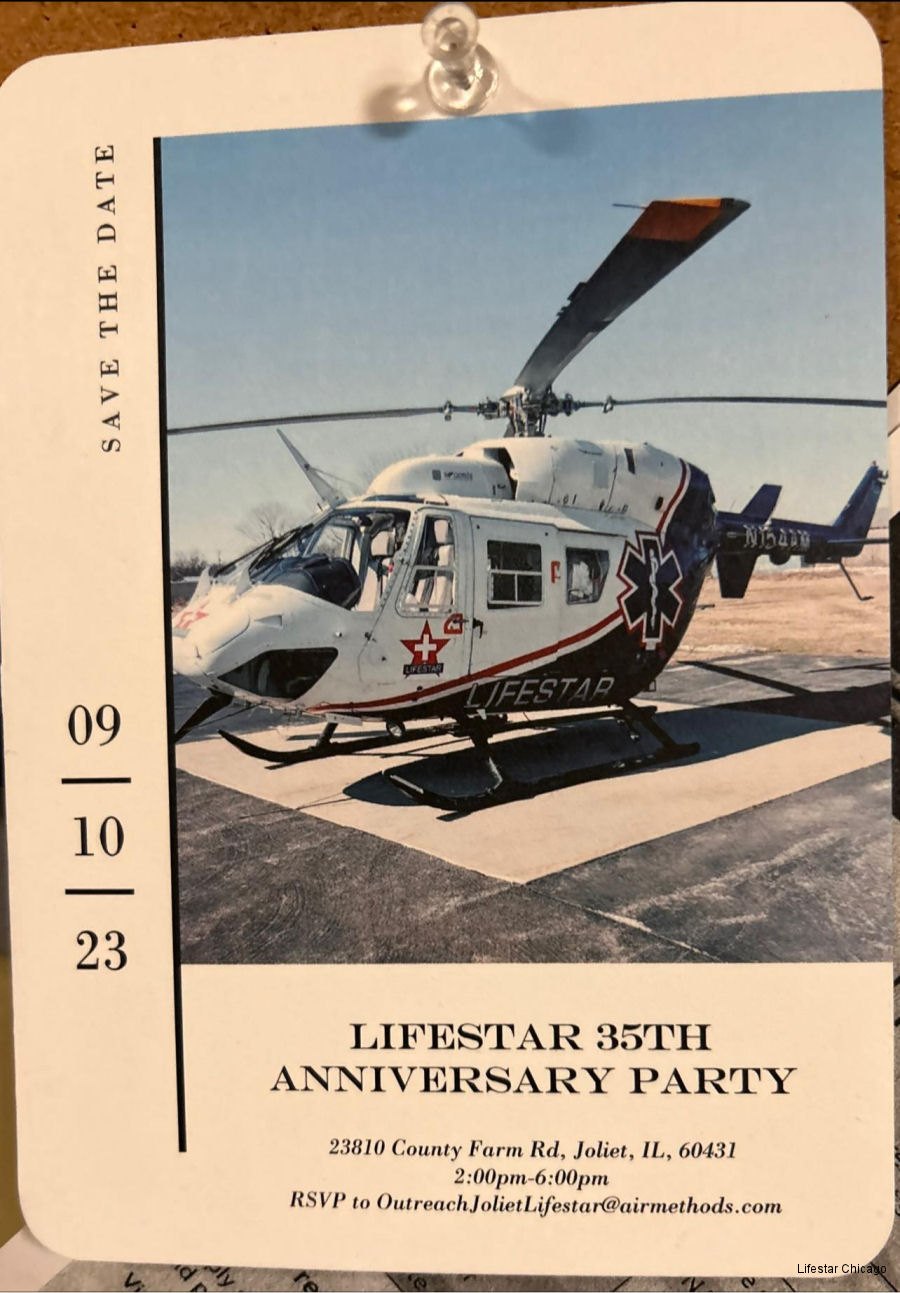 SAVE THE DATE
09
10
23
LIFESTAR
LIFESTAR
LIFESTAR 35TH
ANNIVERSARY PARTY
23810 County Farm Rd, Joliet, IL, 60431
2:00pm-6:00pm
RSVP to OutreachJolietLifestar@airmethods.com
Lifestar Chicago